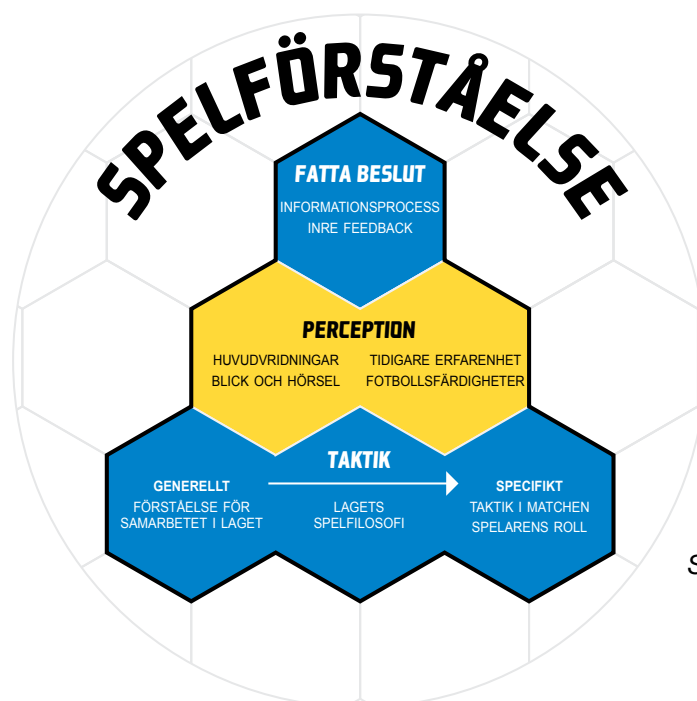 SPELFÖRSTÅELSE
FATTA BESLUT
INFORMATIONSPROCESS
INRE FEEDBACK
PERCEPTION
HUVUDVRIDNINGAR
BLICK OCH HÖRSEL
TIDIGARE ERFARENHET
FOTBOLLSFÄRDIGHETER
TAKTIK
GENERELLT
FÖRSTÅELSE FÖR
SAMARBETET I LAGET
LAGETS
SPELFILOSOFI
SPECIFIKT
TAKTIK I MATCHEN
SPELARENS ROLL
S